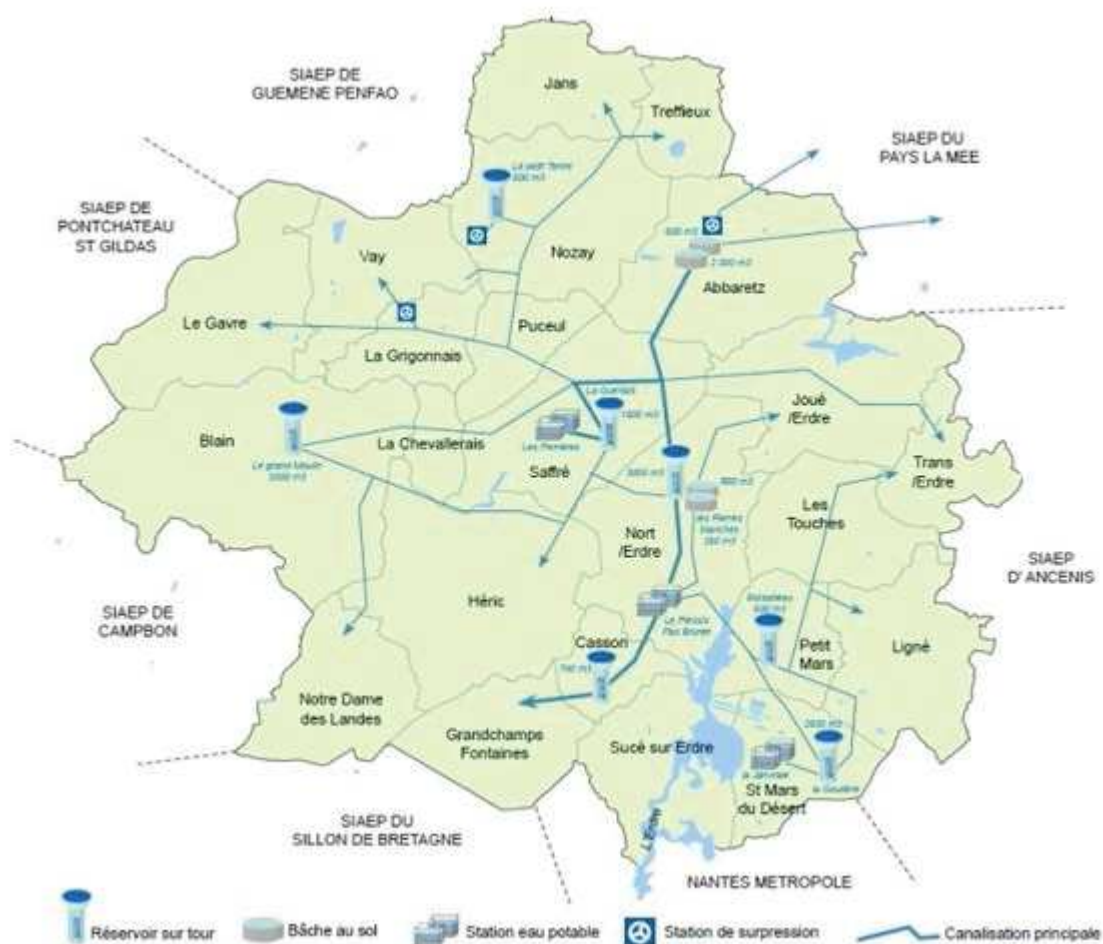 SIAEP DE
GUEMENE PENFAO
Jans
Treffieux
SIAEP DU
PAYS LA MEE
SIAEP DE
PONTCHATEAU
ST GILDAS
Vay
Nozay
Abbaretz
Le Gavre
Puceul
La Grigonnais
Joué
/Erdre
Blain
La Chevallerais
Les Perrières
Saffré
Trans
/Erdre
Les
Touches
Nort
/Erdre
SIAEP
D'ANCENIS
Héric
SIAEP DE
CAMPBON
Casson
Petit
Mars
Ligné
Notre Dame
des Landes
Grandchamps
Fontaines
Sucé sur Erdre
St Mars
du Désert
L'Erdre
SIAEP DU
SILLON DE BRETAGNE
NANTES METROPOLE
Réservoir sur tour
Bâche au sol
Station eau potable
Station de surpression
Canalisation principale